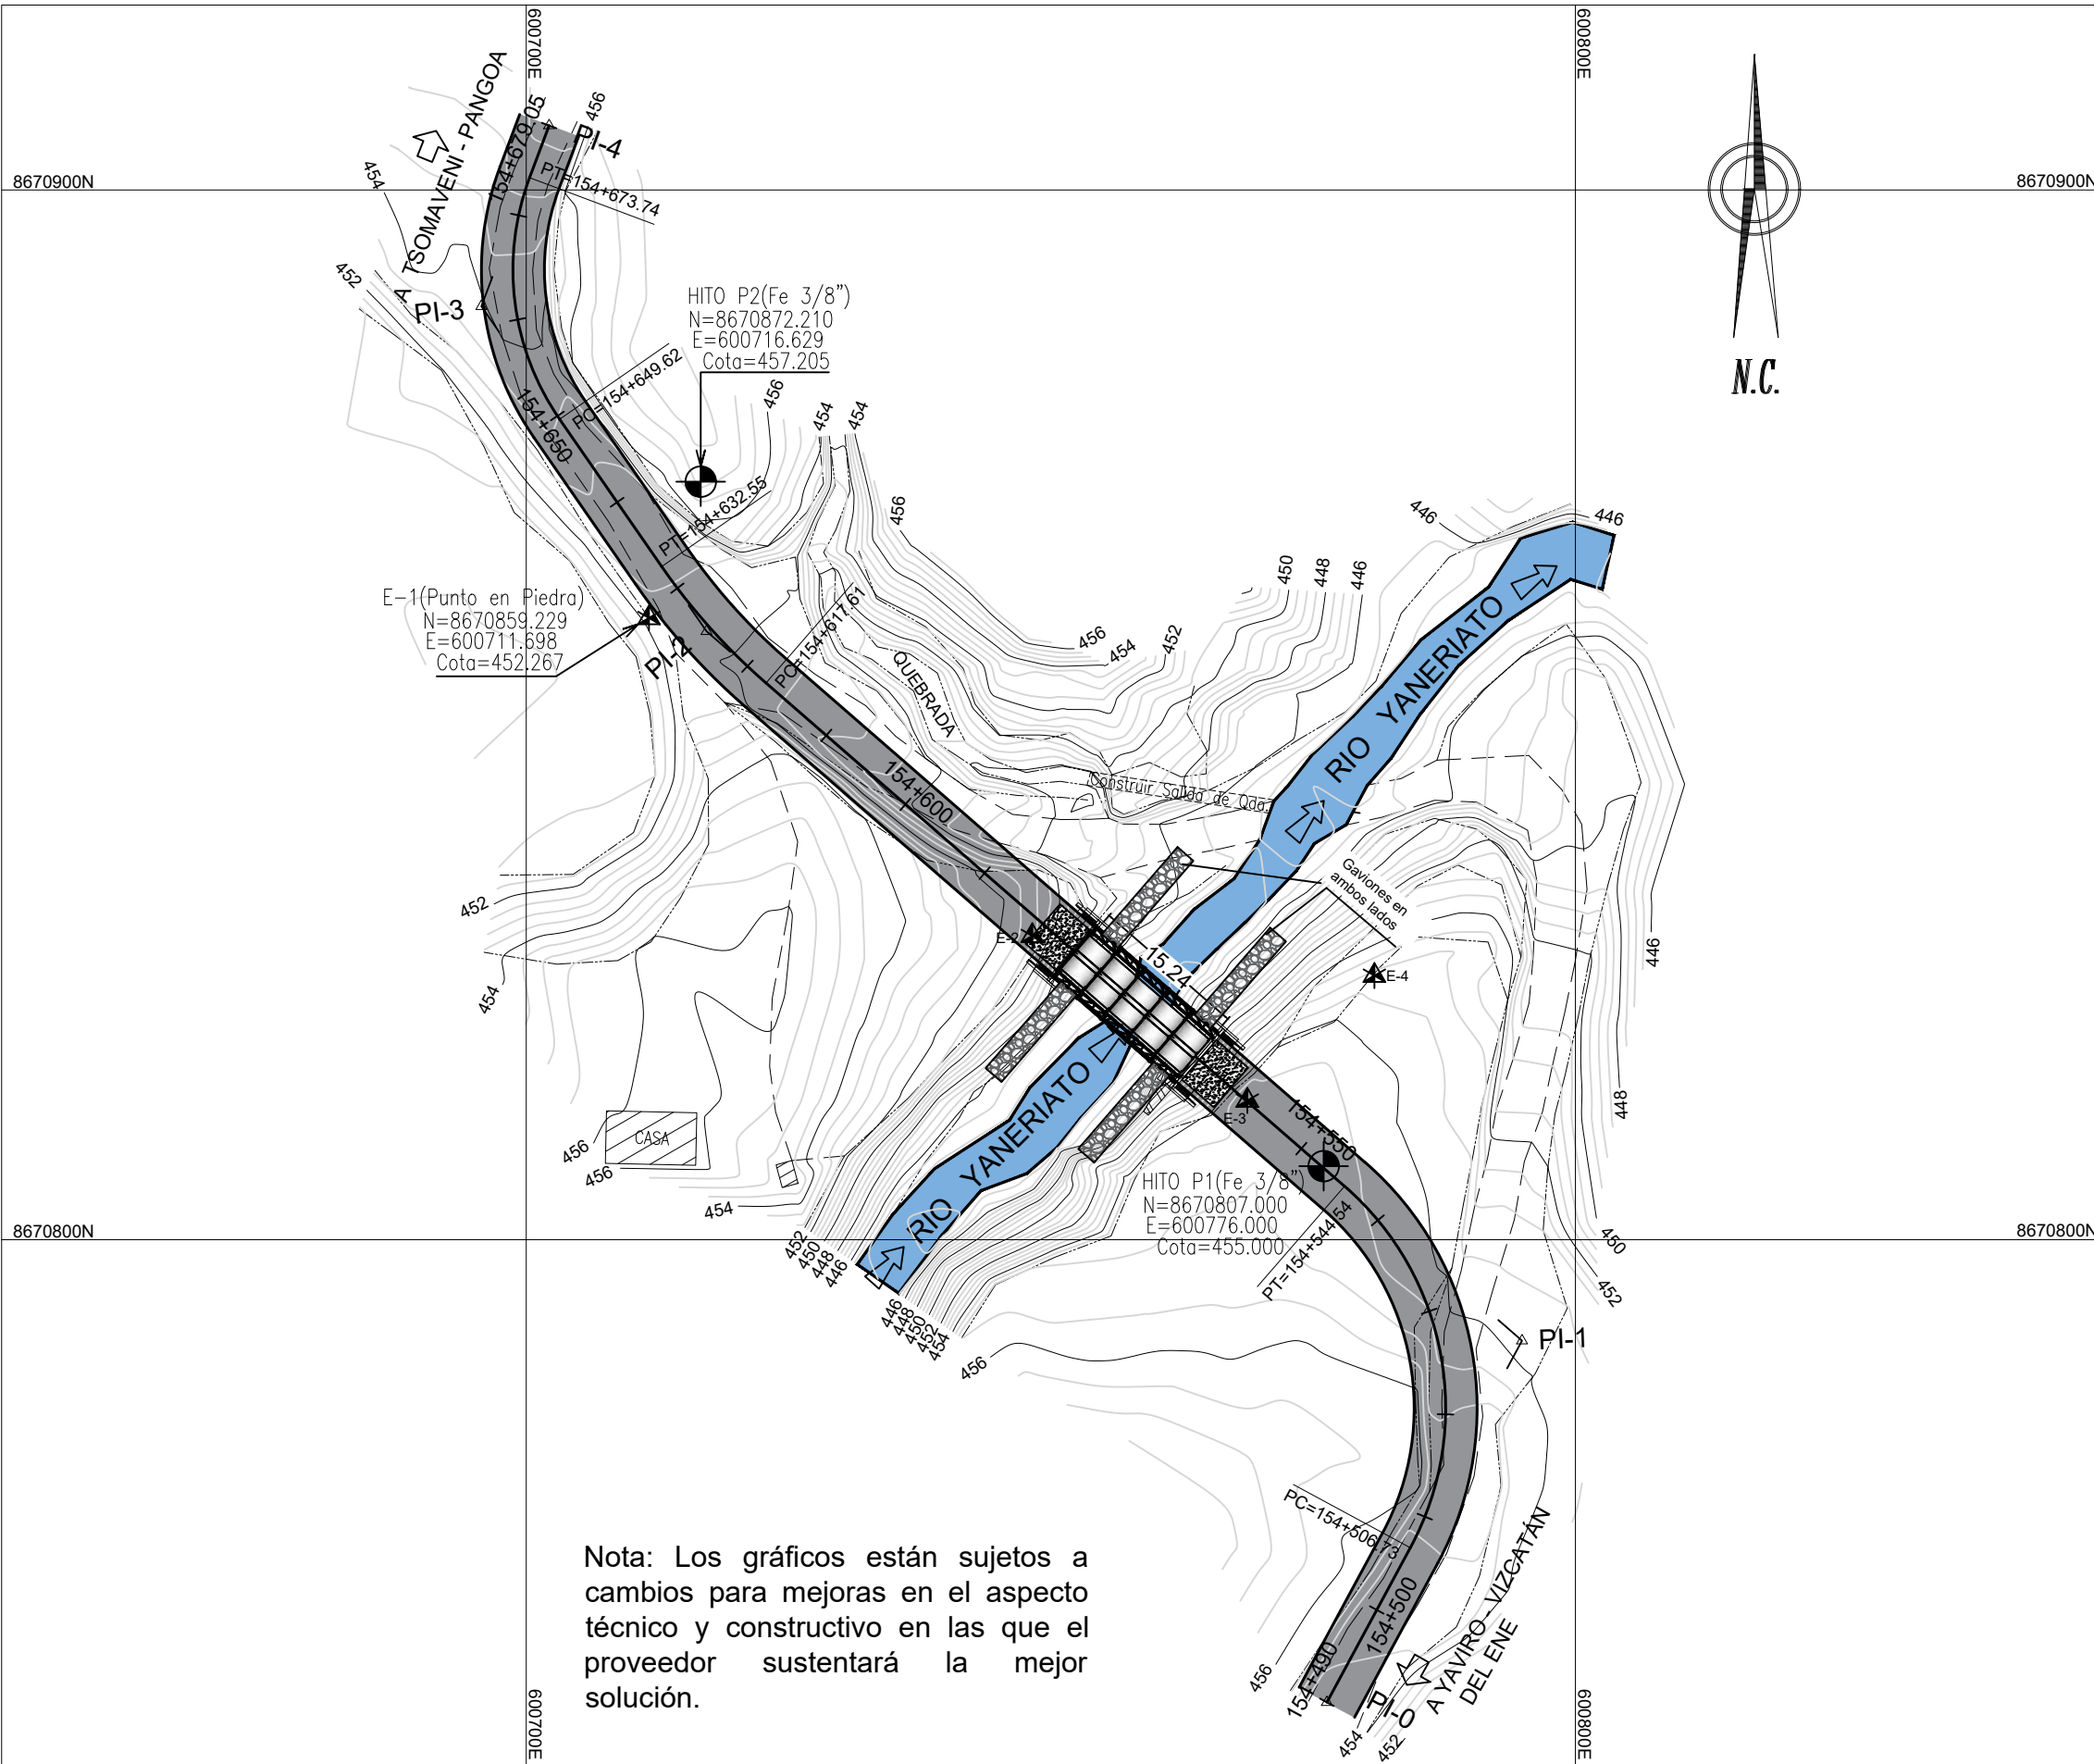 600700E
600800E
8670900N
8670900N
A TSOMAVENI - PANGOA
154+679.05
PI-4
456
PT=154+673.74
454
452
PI-3
HITO P2(Fe 3/8")
N=8670872.210
E=600716.629
Cota=457.205
N.C.
PC=154+649.62
154+650
456
454
454
PT=154+632.55
456
446
446
E-1(Punto en Piedra)
N=8670859.229
E=600711.698
Cota=452.267
PI-2
PC=154+617.61
450
448
446
456
454
452
QUEBRADA
RIO YANERIATO
154+600
Construir Salida de Qda.
Gaviones en
ambos lados
452
454
E-2
15.24
E-4
446
448
CASA
456
456
454
RIO YANERIATO
E-3
154+550
HITO P1(Fe 3/8")
N=8670807.000
E=600776.000
Cota=455.000
PT=154+544.54
8670800N
8670800N
452
450
448
446
446
448
450
452
454
456
450
452
PI-1
PC=154+506.73
154+500
154+490
A YAVIRO - VIZCATÁN
DEL ENE
PI-0
456
454
452
Nota: Los gráficos están sujetos a
cambios para mejoras en el aspecto
técnico y constructivo en las que el
proveedor sustentará la mejor
solución.
600700E
600800E